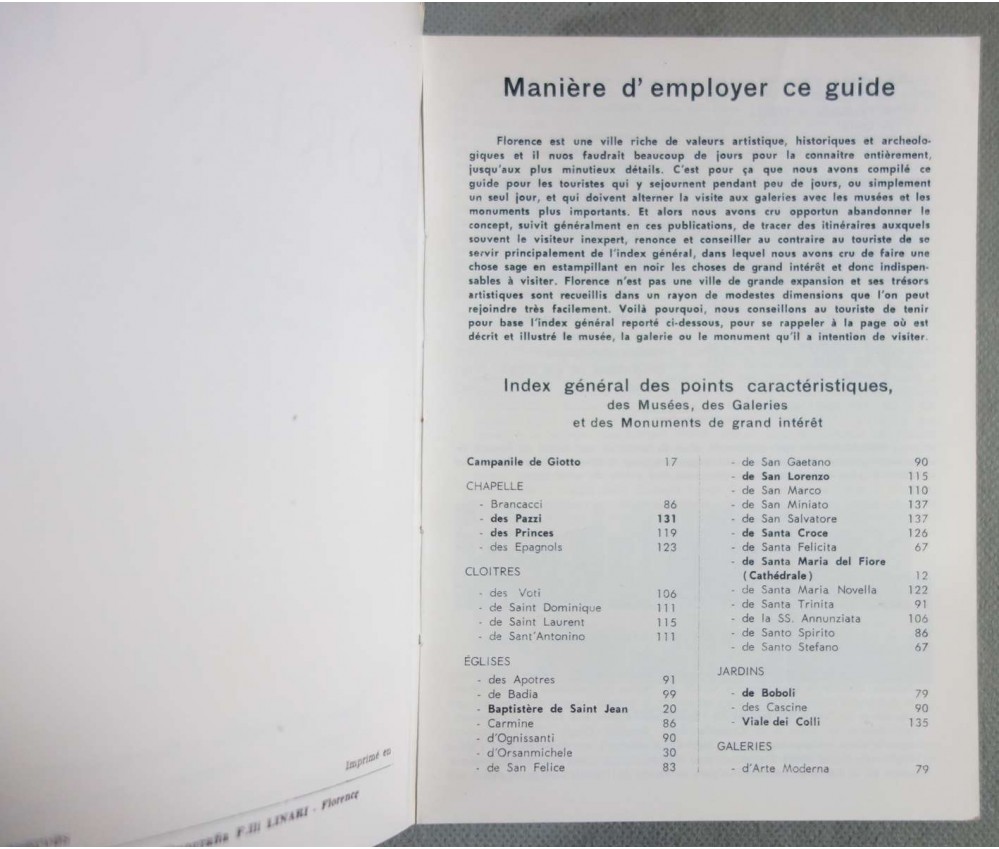 Imprimé en
F.lli LINARI - Florence
Manière d'employer ce guide
Florence est une ville riche de valeurs artistique, historiques et archeolo-
giques et il nuos faudrait beaucoup de jours pour la connaitre entièrement,
jusqu'aux plus minutieux détails. C'est pour ça que nous avons compilé ce
guide pour les touristes qui y sejournent pendant peu de jours, ou simplement
un seul jour, et qui doivent alterner la visite aux galeries avec les musées et les
monuments plus importants. Et alors nous avons cru opportun abandonner le
concept, suivit généralment en ces publications, de tracer des itinéraires auxquels
souvent le visiteur inexpert, renonce et conseiller au contraire au touriste de se
servir principalement de l'index général, dans lequel nous avons cru de faire une
chose sage en estampillant en noir les choses de grand intérêt et donc indispen-
sables à visiter. Florence n'est pas une ville de grande expansion et ses trésors
artistiques sont recueillis dans un rayon de modestes dimensions que l'on peut
rejoindre très facilement. Voilà pourquoi, nous conseillons au touriste de tenir
pour base l'index général reporté ci-dessous, pour se rappeler à la page où est
décrit et illustré le musée, la galerie ou le monument qu'il a intention de visiter.
Index général des points caractéristiques,
des Musées, des Galeries
et des Monuments de grand intérêt
Campanile de Giotto 17
CHAPELLE
- Brancacci 86
- des Pazzi 131
- des Princes 119
- des Epagnols 123
CLOITRES
- des Voti 106
- de Saint Dominique 111
- de Saint Laurent 115
- de Sant'Antonino 111
ÉGLISES
- des Apotres 91
- de Badia 99
- Baptistère de Saint Jean 20
- Carmine 86
- d'Ognissanti 90
- d'Orsanmichele 30
- de San Felice 83
- de San Gaetano 90
- de San Lorenzo 115
- de San Marco 110
- de San Miniato 137
- de San Salvatore 137
- de Santa Croce 126
- de Santa Felicita 67
- de Santa Maria del Fiore
(Cathédrale) 12
- de Santa Maria Novella 122
- de Santa Trinita 91
- de la SS. Annunziata 106
- de Santo Spirito 86
- de Santo Stefano 67
JARDINS
- de Boboli 79
- des Cascine 90
- Viale dei Colli 135
GALERIES
- d'Arte Moderna 79